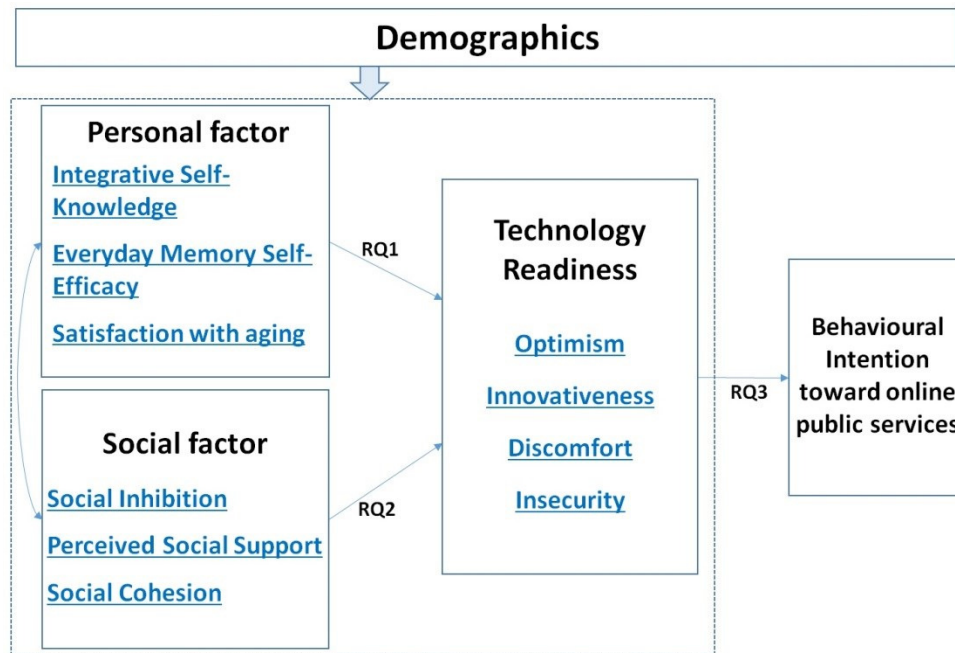 Demographics
Personal factor
Integrative Self-
Knowledge
Everyday Memory Self-
Efficacy
Satisfaction with aging
RQ1
Social factor
Social Inhibition
Perceived Social Support
Social Cohesion
RQ2
Technology
Readiness
Optimism
Innovativeness
Discomfort
Insecurity
RQ3
Behavioural
Intention
toward online
public services